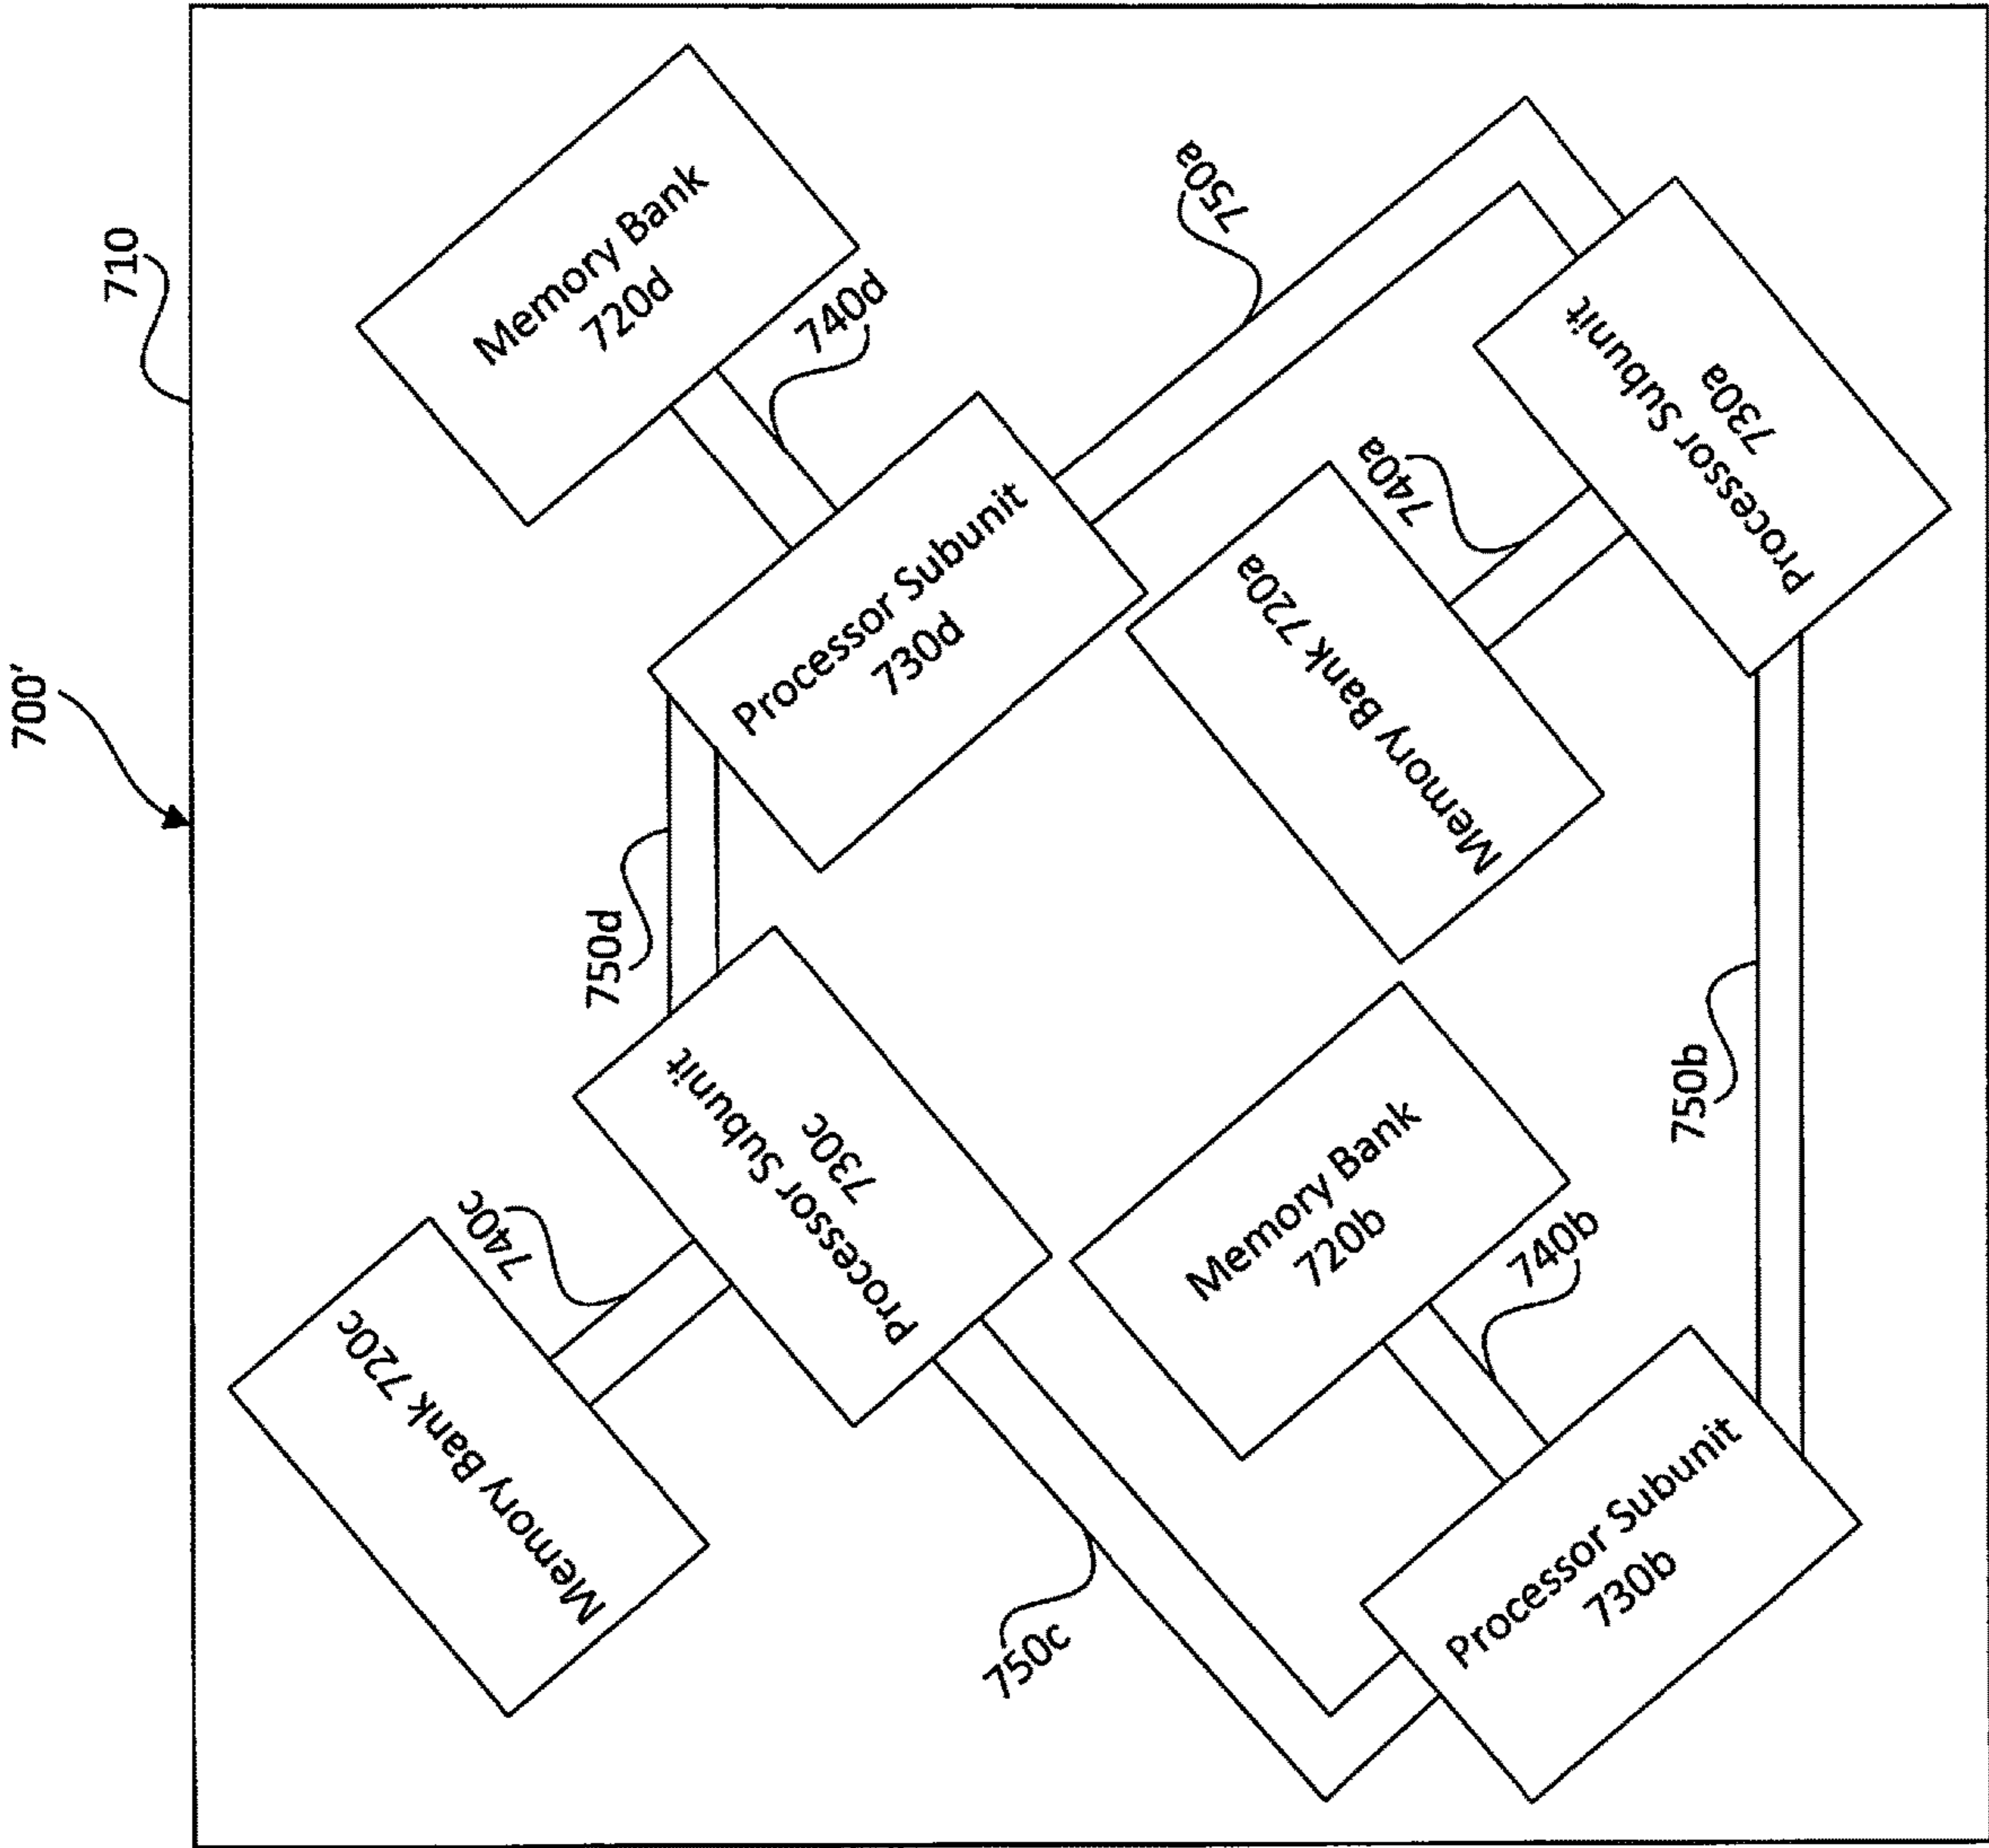 700'
710
Memory Bank
720d
740d
Processor Subunit
730d
750a
Processor Subunit
730a
740a
Memory Bank 720a
750d
750b
Processor Subunit
730c
740c
Memory Bank 720c
Memory Bank
720b
740b
Processor Subunit
730b
750c